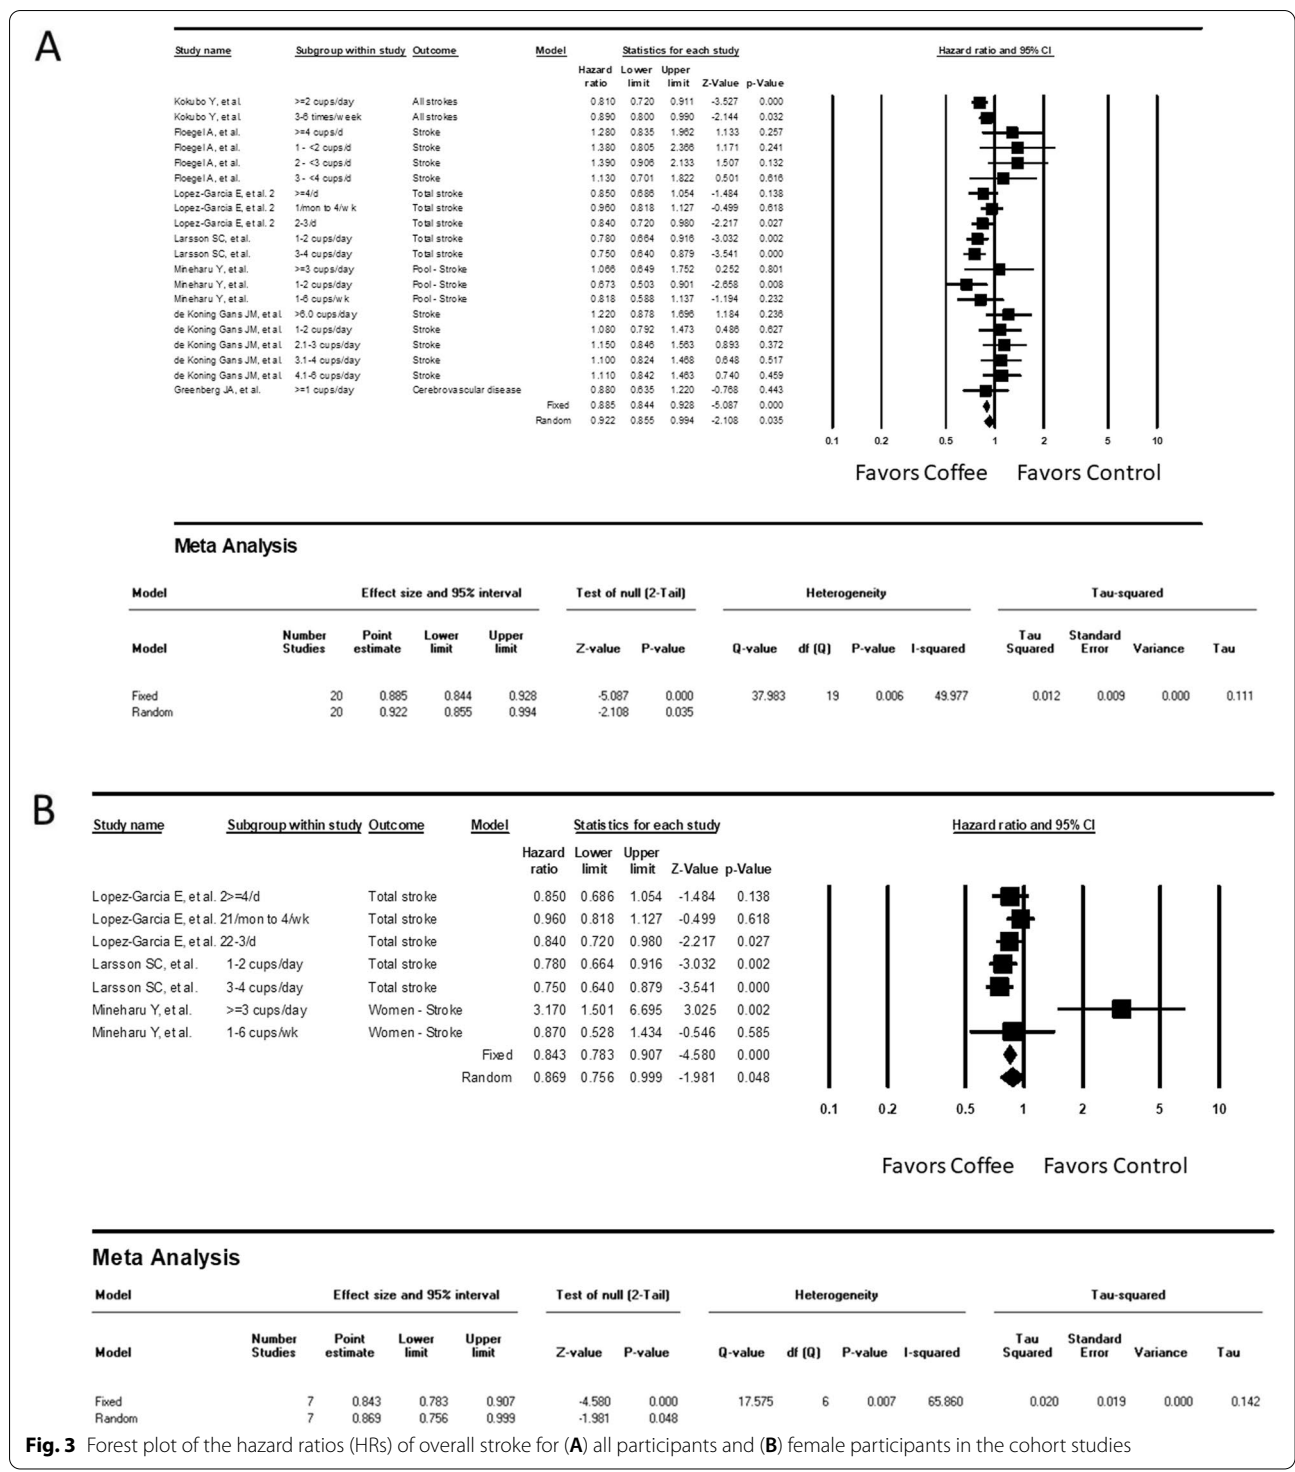 A
Study name Subgroup within study Outcome Model Statistics for each study Hazard ratio and 95% CI
Hazard ratio Lower limit Upper limit Z-Value p-Value
Kokubo Y, et al. >=2 cups/day All strokes 0.810 0.720 0.911 -3.527 0.000
Kokubo Y, et al. 3-6 times/week All strokes 0.890 0.800 0.990 -2.144 0.032
Floegel A, et al. >=4 cups/d Stroke 1.280 0.835 1.962 1.133 0.257
Floegel A, et al. 1 - <2 cups/d Stroke 1.380 0.805 2.366 1.171 0.241
Floegel A, et al. 2 - <3 cups/d Stroke 1.390 0.906 2.133 1.507 0.132
Floegel A, et al. 3 - <4 cups/d Stroke 1.130 0.701 1.822 0.501 0.616
Lopez-Garcia E, et al. 2 >=4/d Total stroke 0.850 0.686 1.054 -1.484 0.138
Lopez-Garcia E, et al. 2 1/mon to 4/wk Total stroke 0.960 0.818 1.127 -0.499 0.618
Lopez-Garcia E, et al. 2 2-3/d Total stroke 0.840 0.720 0.980 -2.217 0.027
Larsson SC, et al. 1-2 cups/day Total stroke 0.780 0.664 0.916 -3.032 0.002
Larsson SC, et al. 3-4 cups/day Total stroke 0.750 0.640 0.879 -3.541 0.000
Mineharu Y, et al. >=3 cups/day Pool - Stroke 1.066 0.649 1.752 0.252 0.801
Mineharu Y, et al. 1-2 cups/day Pool - Stroke 0.673 0.503 0.901 -2.658 0.008
Mineharu Y, et al. 1-6 cups/wk Pool - Stroke 0.818 0.588 1.137 -1.194 0.232
de Koning Gans JM, et al. >6.0 cups/day Stroke 1.220 0.878 1.696 1.184 0.236
de Koning Gans JM, et al. 1-2 cups/day Stroke 1.080 0.792 1.473 0.486 0.627
de Koning Gans JM, et al. 2.1-3 cups/day Stroke 1.150 0.846 1.563 0.893 0.372
de Koning Gans JM, et al. 3.1-4 cups/day Stroke 1.100 0.824 1.468 0.648 0.517
de Koning Gans JM, et al. 4.1-6 cups/day Stroke 1.110 0.842 1.463 0.740 0.459
Greenberg JA, et al. >=1 cups/day Cerebrovascular disease 0.880 0.635 1.220 -0.768 0.443
Fixed 0.885 0.844 0.928 -5.087 0.000
Random 0.922 0.855 0.994 -2.108 0.035
0.1 0.2 0.5 1 2 5 10
Favors Coffee Favors Control
Meta Analysis
Model Effect size and 95% interval Test of null (2-Tail) Heterogeneity Tau-squared
Model Number Studies Point estimate Lower limit Upper limit Z-value P-value Q-value df (Q) P-value I-squared Tau Squared Standard Error Variance Tau
Fixed 20 0.885 0.844 0.928 -5.087 0.000 37.983 19 0.006 49.977 0.012 0.009 0.000 0.111
Random 20 0.922 0.855 0.994 -2.108 0.035
B
Study name Subgroup within study Outcome Model Statistics for each study Hazard ratio and 95% CI
Hazard ratio Lower limit Upper limit Z-Value p-Value
Lopez-Garcia E, et al. 2>=4/d Total stroke 0.850 0.686 1.054 -1.484 0.138
Lopez-Garcia E, et al. 21/mon to 4/wk Total stroke 0.960 0.818 1.127 -0.499 0.618
Lopez-Garcia E, et al. 22-3/d Total stroke 0.840 0.720 0.980 -2.217 0.027
Larsson SC, et al. 1-2 cups/day Total stroke 0.780 0.664 0.916 -3.032 0.002
Larsson SC, et al. 3-4 cups/day Total stroke 0.750 0.640 0.879 -3.541 0.000
Mineharu Y, et al. >=3 cups/day Women - Stroke 3.170 1.501 6.695 3.025 0.002
Mineharu Y, et al. 1-6 cups/wk Women - Stroke 0.870 0.528 1.434 -0.546 0.585
Fixed 0.843 0.783 0.907 -4.580 0.000
Random 0.869 0.756 0.999 -1.981 0.048
0.1 0.2 0.5 1 2 5 10
Favors Coffee Favors Control
Meta Analysis
Model Effect size and 95% interval Test of null (2-Tail) Heterogeneity Tau-squared
Model Number Studies Point estimate Lower limit Upper limit Z-value P-value Q-value df (Q) P-value I-squared Tau Squared Standard Error Variance Tau
Fixed 7 0.843 0.783 0.907 -4.580 0.000 17.575 6 0.007 65.860 0.020 0.019 0.000 0.142
Random 7 0.869 0.756 0.999 -1.981 0.048
Fig. 3 Forest plot of the hazard ratios (HRs) of overall stroke for (A) all participants and (B) female participants in the cohort studies